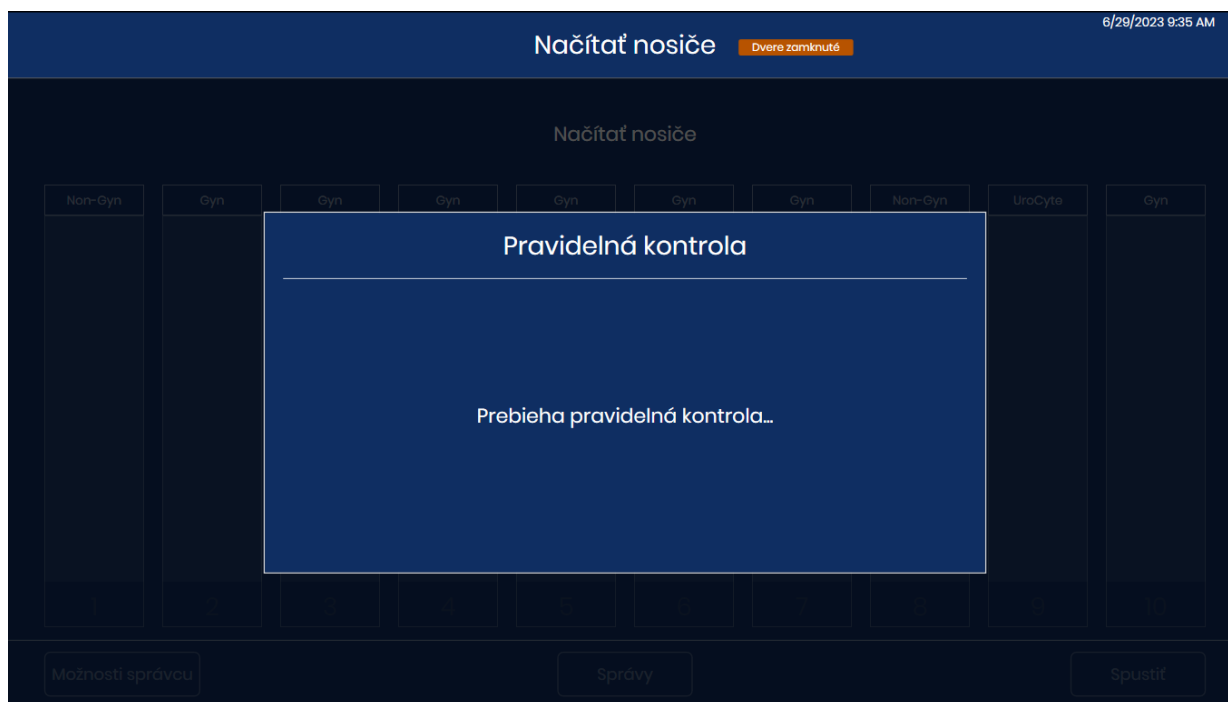 6/29/2023 9:35 AM
Načítať nosiče
Dvere zamknuté
Načítať nosiče
Non-Gyn
Gyn
Gyn
Gyn
Gyn
Gyn
Gyn
Non-Gyn
UroCyte
Gyn
Pravidelná kontrola
Prebieha pravidelná kontrola...
1
2
3
4
5
6
7
8
9
10
Možnosti správcu
Správy
Spustiť